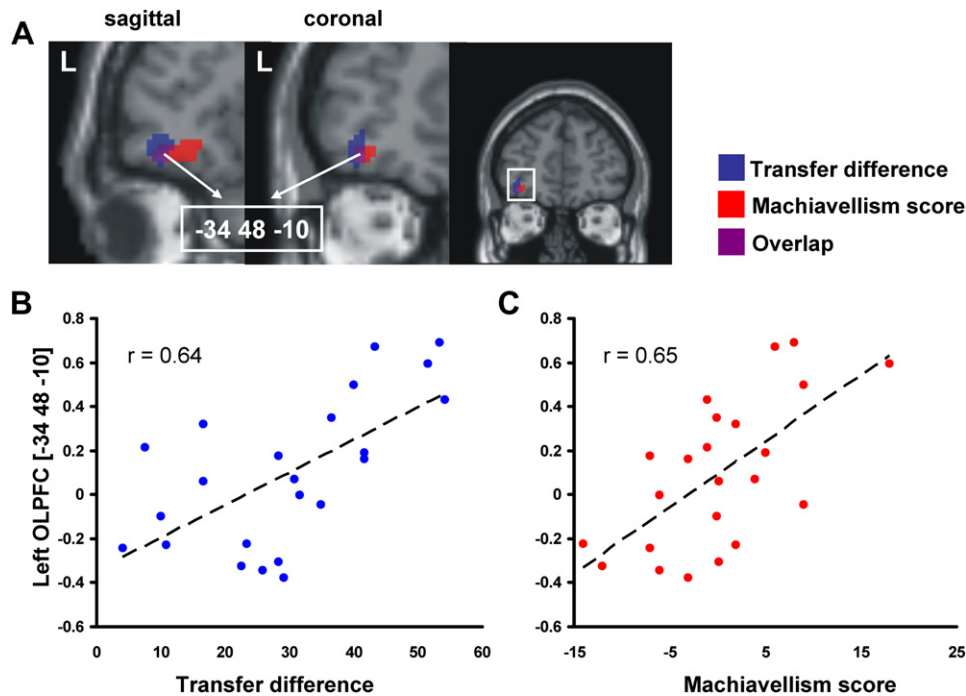 sagittal
coronal
A
L
L
-34 48 -10
Transfer difference
Machiavellism score
Overlap
B
r = 0.64
Left OLPFC [-34 48 -10]
0.8
0.6
0.4
0.2
0
-0.2
-0.4
-0.6
0 10 20 30 40 50 60
Transfer difference
C
r = 0.65
0.8
0.6
0.4
0.2
0
-0.2
-0.4
-0.6
-15 -5 5 15 25
Machiavellism score